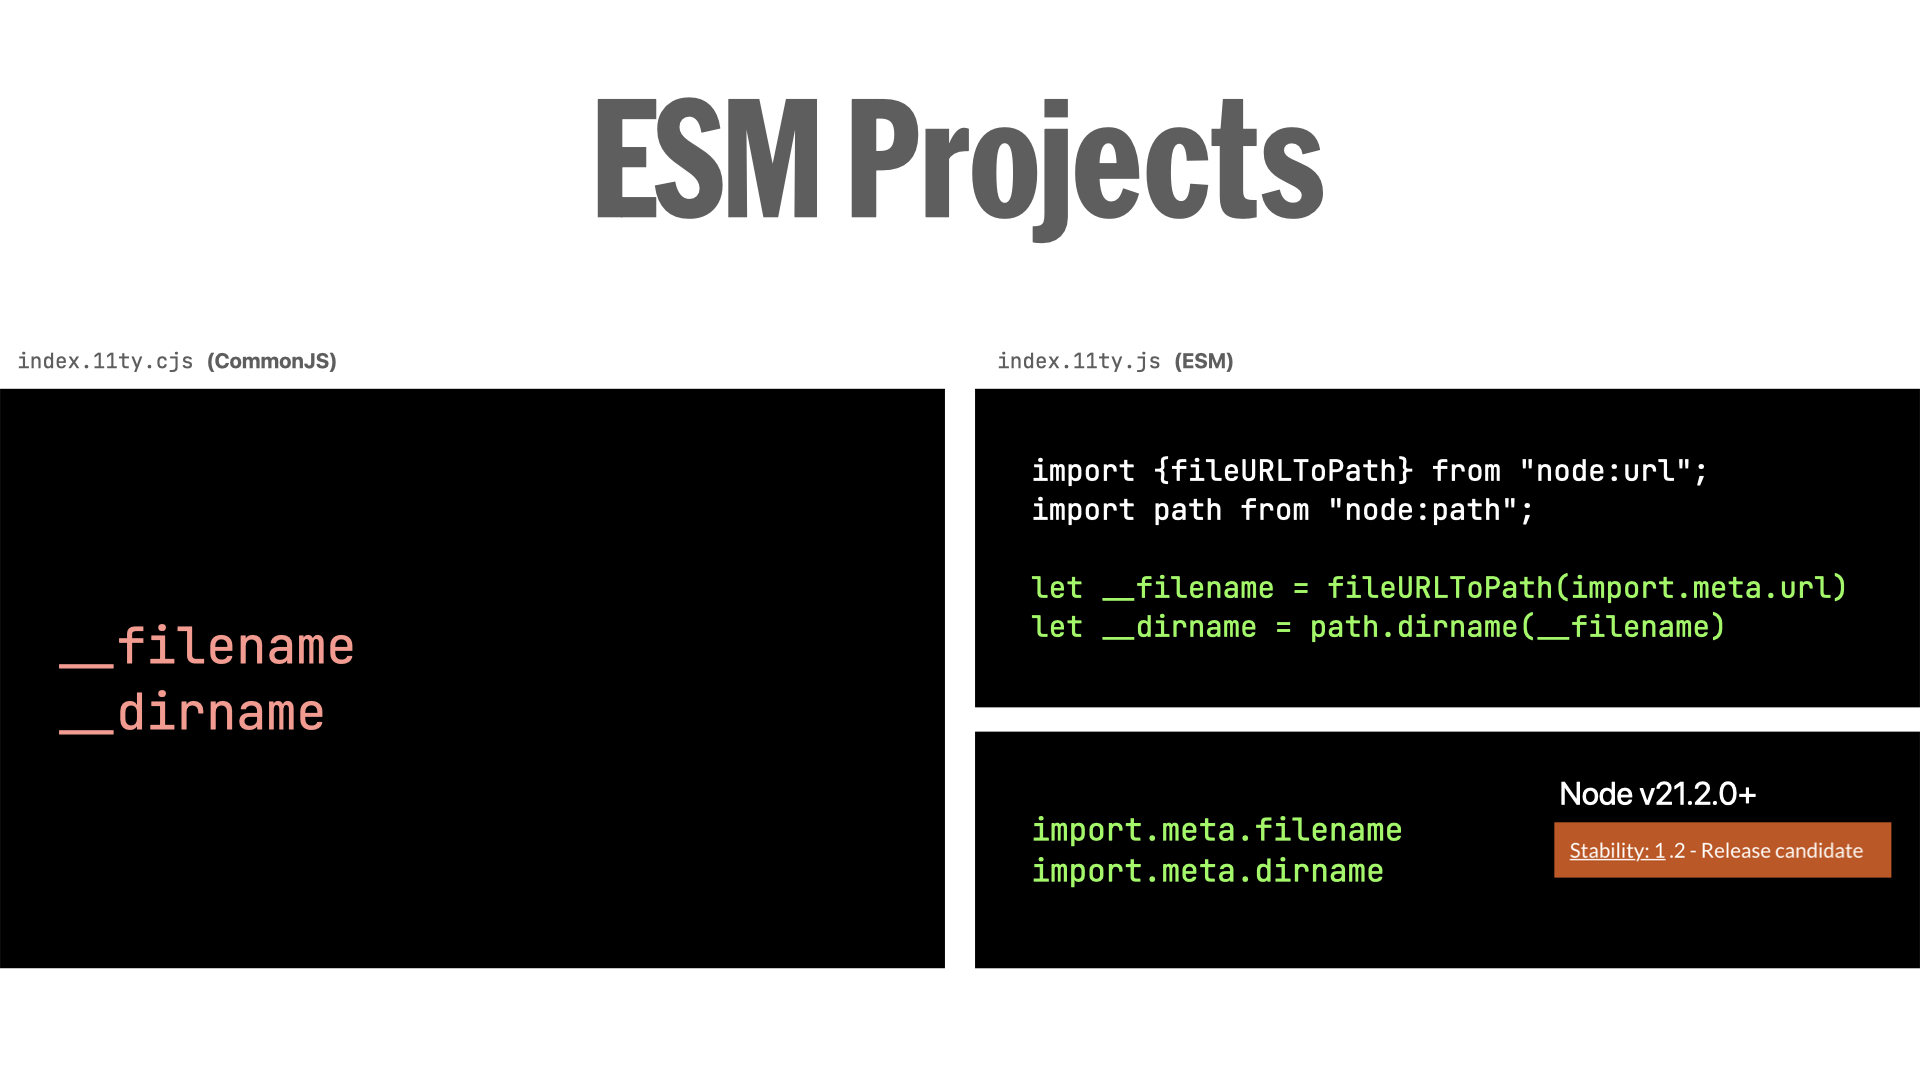 ESM Projects
index.11ty.cjs (CommonJS)
__filename
__dirname
index.11ty.js (ESM)
import {fileURLToPath} from "node:url";
import path from "node:path";
let __filename = fileURLToPath(import.meta.url)
let __dirname = path.dirname(__filename)
import.meta.filename
import.meta.dirname
Node v21.2.0+
Stability: 1.2 - Release candidate